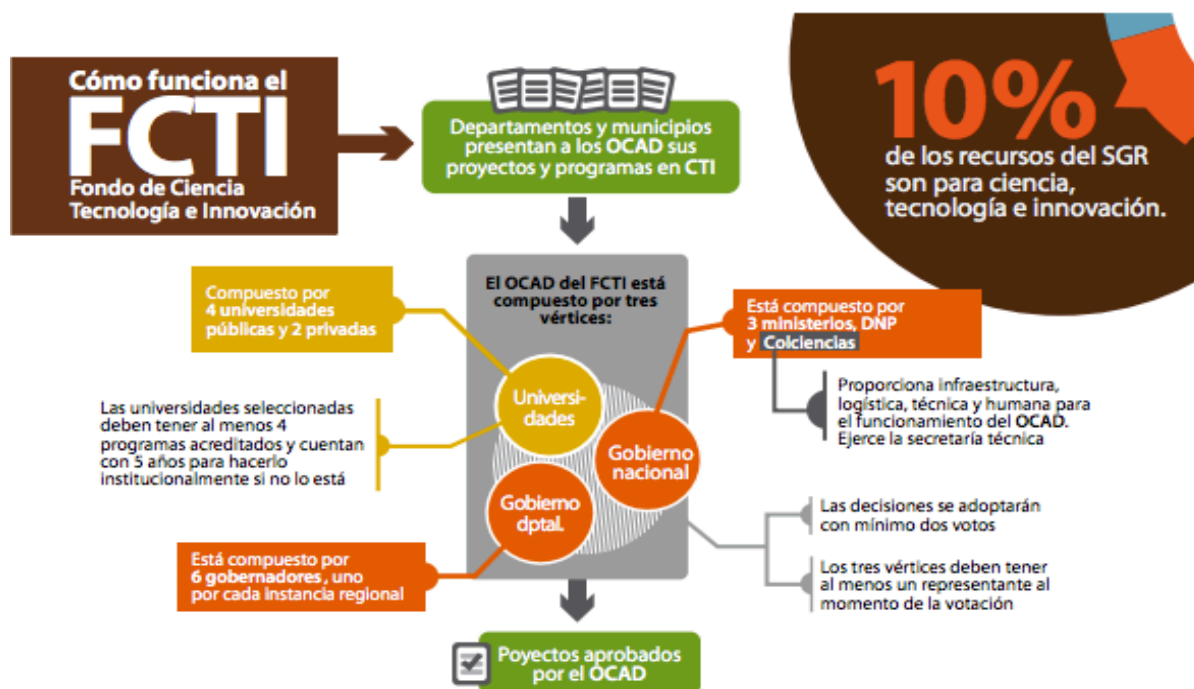 Cómo funciona el
FCTI
Fondo de Ciencia
Tecnología e Innovación
Departamentos y municipios
presentan a los OCAD sus
proyectos y programas en CTI
10%
de los recursos del SGR
son para ciencia,
tecnología e innovación.
El OCAD del FCTI está
compuesto por tres
vértices:
Compuesto por
4 universidades
públicas y 2 privadas
Está compuesto por
3 ministerios, DNP
y Colciencias
Universi-
dades
Proporciona infraestructura,
logística, técnica y humana para
el funcionamiento del OCAD.
Ejerce la secretaría técnica
Las universidades seleccionadas
deben tener al menos 4
programas acreditados y cuentan
con 5 años para hacerlo
institucionalmente si no lo está
Gobierno
nacional
Gobierno
dptal.
Las decisiones se adoptarán
con mínimo dos votos
Está compuesto por
6 gobernadores, uno
por cada instancia regional
Los tres vértices deben tener
al menos un representante al
momento de la votación
Poyectos aprobados
por el OCAD